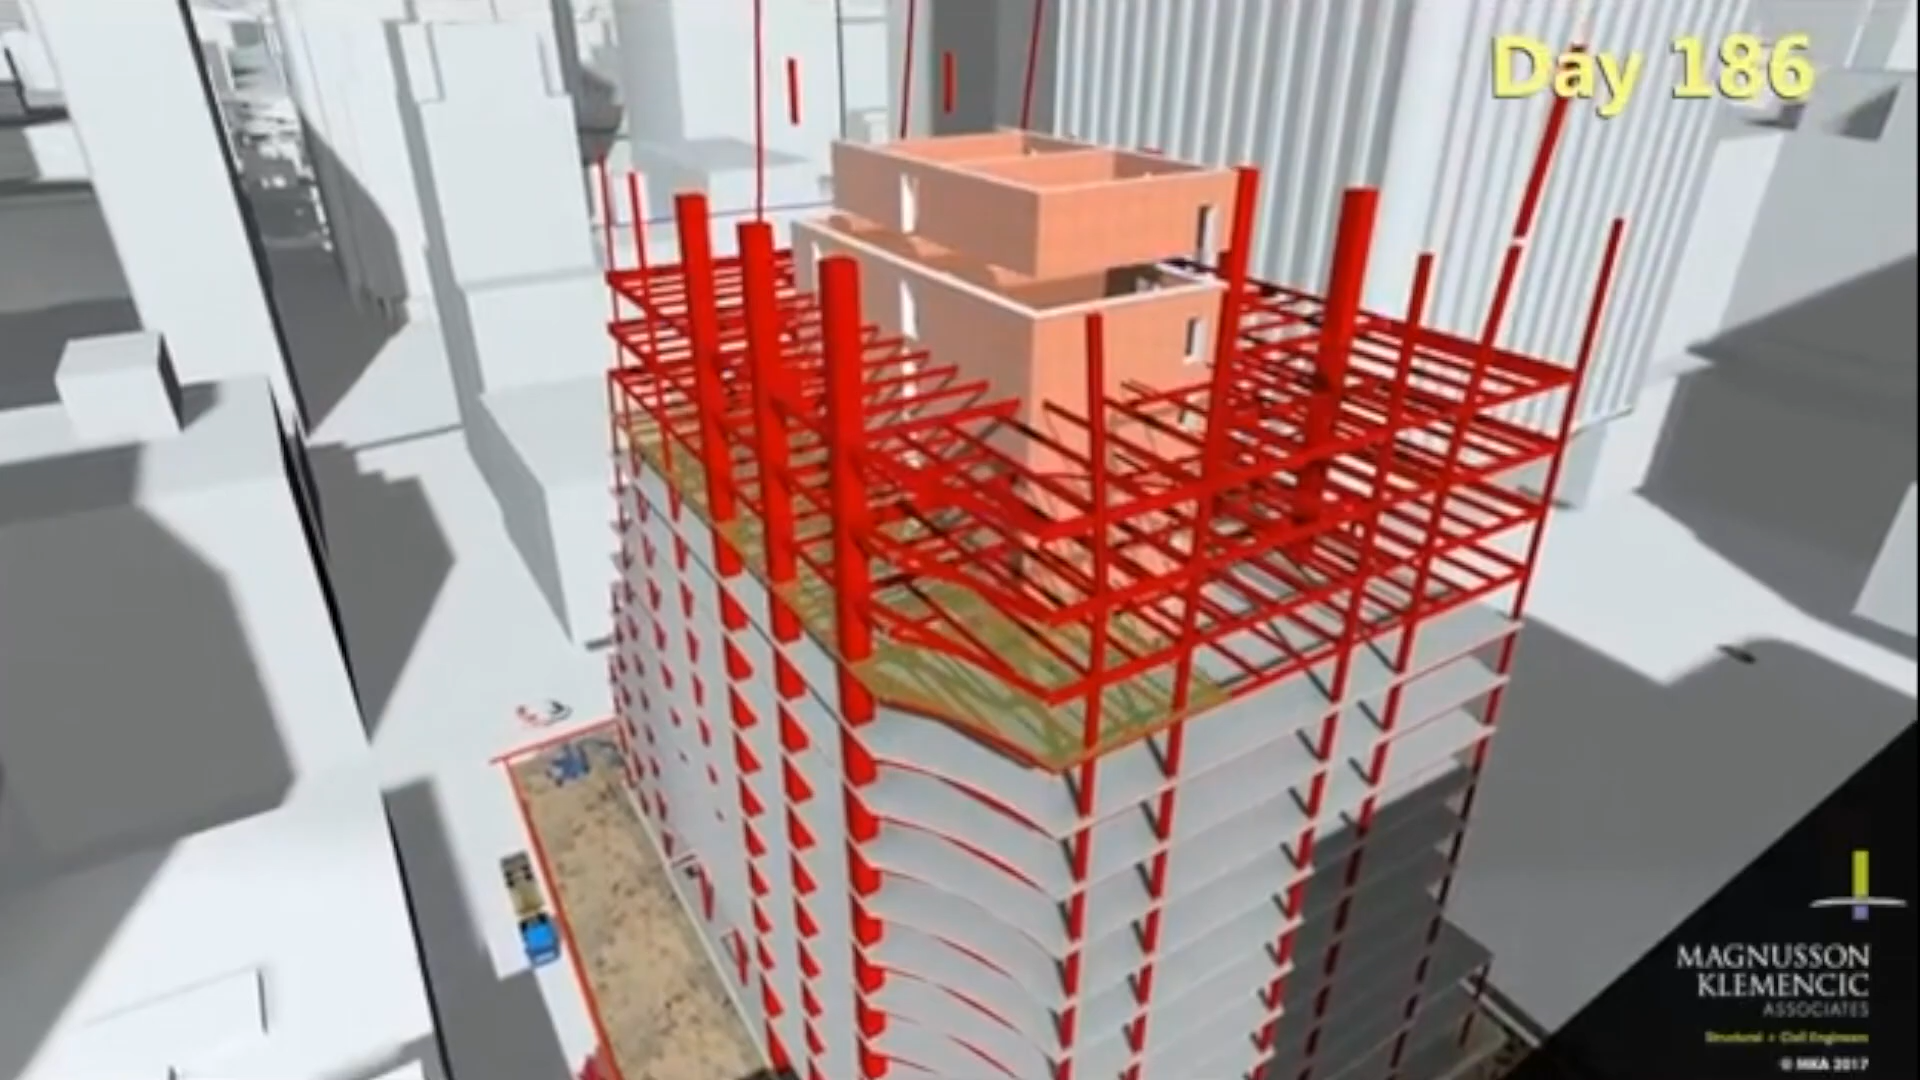 Day 186
MAGNUSSON
KLEMENCIC
ASSOCIATES
Structural + Civil Engineers
© MKA 2017